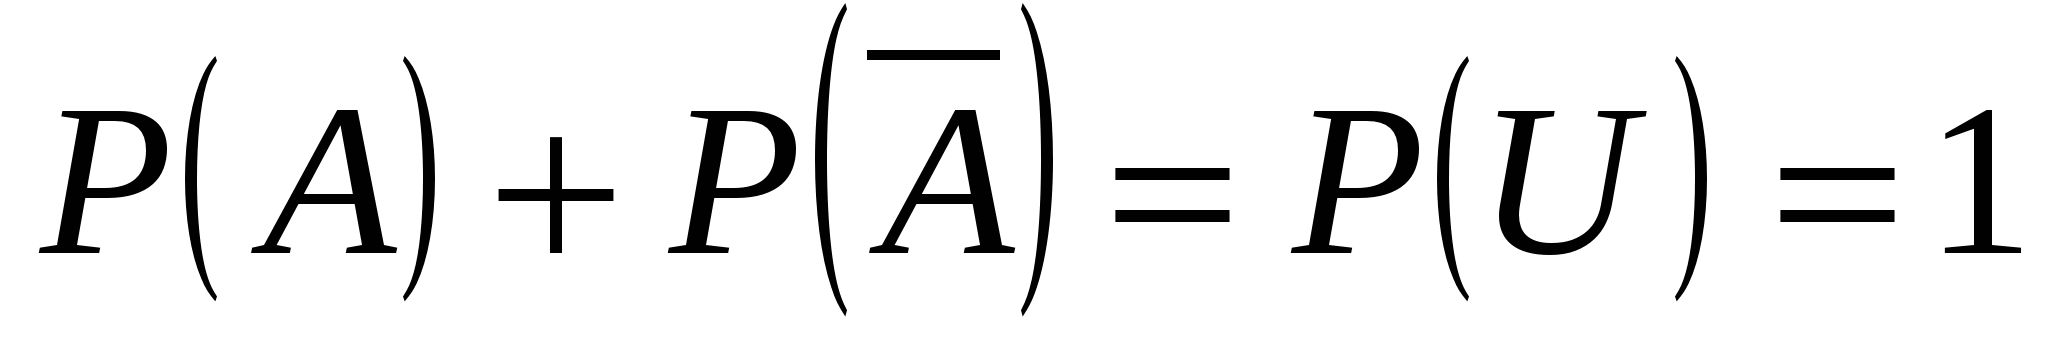 P(A) + P(A̅) = P(U) = 1